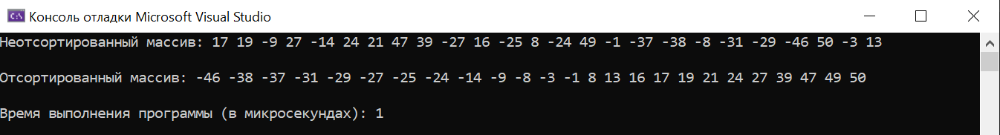 Консоль отладки Microsoft Visual Studio
Неотсортированный массив: 17 19 -9 27 -14 24 21 47 39 -27 16 -25 8 -24 49 -1 -37 -38 -8 -31 -29 -46 50 -3 13
Отсортированный массив: -46 -38 -37 -31 -29 -27 -25 -24 -14 -9 -8 -3 -1 8 13 16 17 19 21 24 27 39 47 49 50
Время выполнения программы (в микросекундах): 1